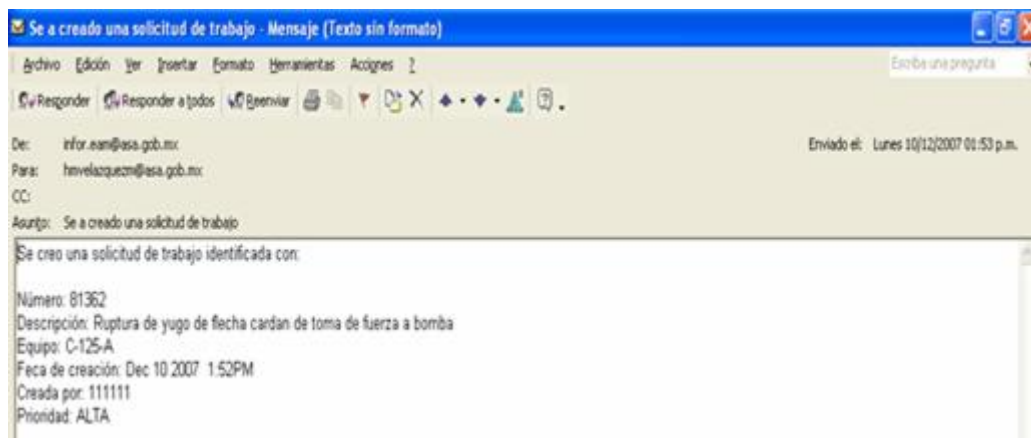 Se a creado una solicitud de trabajo - Mensaje (Texto sin formato)
Archivo Edición Ver Insertar Formato Herramientas Acciones ?
Escriba una pregunta
Responder Responder a todos Reenviar
De: infor.eam@asa.gob.mx
Enviado el: Lunes 10/12/2007 01:53 p.m.
Para: hmvelazquezm@asa.gob.mx
CC:
Asunto: Se a creado una solicitud de trabajo
Se creo una solicitud de trabajo identificada con:
Número: 81362
Descripción: Ruptura de yugo de flecha cardan de toma de fuerza a bomba
Equipo: C-125-A
Feca de creación: Dec 10 2007 1:52PM
Creada por: 111111
Prioridad: ALTA